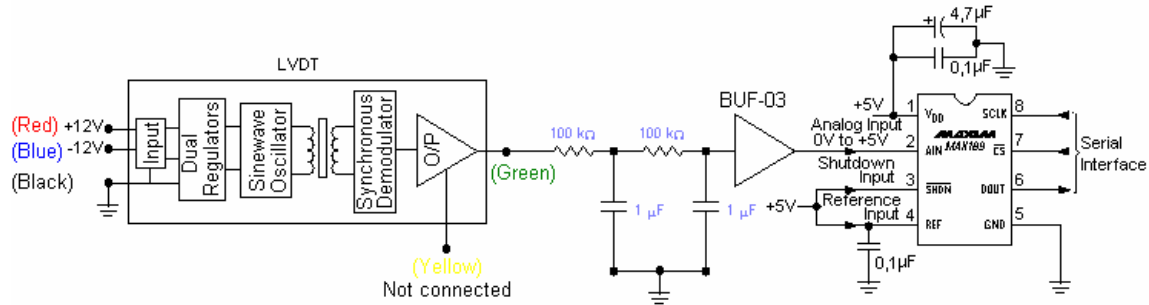 LVDT
(Red) +12V
(Blue) -12V
(Black)
Input
Dual
Regulators
Sinewave
Oscillator
Synchronous
Demodulator
O/P
(Green)
(Yellow)
Not connected
100 kΩ
100 kΩ
1 µF
1 µF
BUF-03
4,7µF
+
0,1µF
+5V
Analog Input
0V to +5V
Shutdown
Input
Reference
Input
+5V
0,1µF
1 VDD
2 AIN
3 SHDN
4 REF
MAXIM
MAX189
SCLK 8
CS 7
DOUT 6
GND 5
Serial
Interface